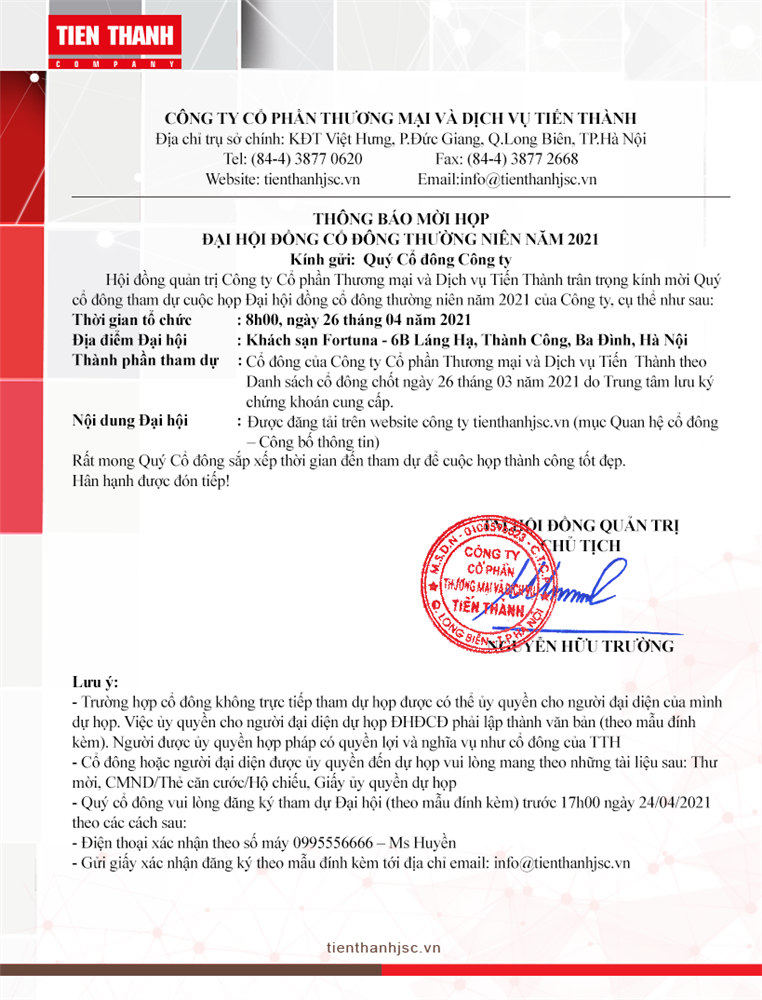 TIEN THANH
COMPANY
CÔNG TY CỔ PHẦN THƯƠNG MẠI VÀ DỊCH VỤ TIẾN THÀNH
Địa chỉ trụ sở chính: KĐT Việt Hưng, P.Đức Giang, Q.Long Biên, TP.Hà Nội
Tel: (84-4) 3877 0620 Fax: (84-4) 3877 2668
Website: tienthanhjsc.vn Email:info@tienthanhjsc.vn
THÔNG BÁO MỜI HỌP
ĐẠI HỘI ĐỒNG CỔ ĐÔNG THƯỜNG NIÊN NĂM 2021
Kính gửi: Quý Cổ đông Công ty
Hội đồng quản trị Công ty Cổ phần Thương mại và Dịch vụ Tiến Thành trân trọng kính mời Quý
cổ đông tham dự cuộc họp Đại hội đồng cổ đông thường niên năm 2021 của Công ty, cụ thể như sau:
Thời gian tổ chức : 8h00, ngày 26 tháng 04 năm 2021
Địa điểm Đại hội : Khách sạn Fortuna - 6B Láng Hạ, Thành Công, Ba Đình, Hà Nội
Thành phần tham dự : Cổ đông của Công ty Cổ phần Thương mại và Dịch vụ Tiến Thành theo
Danh sách cổ đông chốt ngày 26 tháng 03 năm 2021 do Trung tâm lưu ký
chứng khoán cung cấp.
Nội dung Đại hội : Được đăng tải trên website công ty tienthanhjsc.vn (mục Quan hệ cổ đông
– Công bố thông tin)
Rất mong Quý Cổ đông sắp xếp thời gian đến tham dự để cuộc họp thành công tốt đẹp.
Hân hạnh được đón tiếp!
HỘI ĐỒNG QUẢN TRỊ
CHỦ TỊCH
M.S.D.N - C.T.C.P
CÔNG TY
CỔ PHẦN
THƯƠNG MẠI VÀ DỊCH VỤ
TIẾN THÀNH
Q. LONG BIÊN - T.P HÀ NỘI
NGUYỄN HỮU TRƯỜNG
Lưu ý:
- Trường hợp cổ đông không trực tiếp tham dự họp được có thể ủy quyền cho người đại diện của mình
dự họp. Việc ủy quyền cho người đại diện dự họp ĐHĐCĐ phải lập thành văn bản (theo mẫu đính
kèm). Người được ủy quyền hợp pháp có quyền lợi và nghĩa vụ như cổ đông của TTH
- Cổ đông hoặc người đại diện được ủy quyền đến dự họp vui lòng mang theo những tài liệu sau: Thư
mời, CMND/Thẻ căn cước/Hộ chiếu, Giấy ủy quyền dự họp
- Quý cổ đông vui lòng đăng ký tham dự Đại hội (theo mẫu đính kèm) trước 17h00 ngày 24/04/2021
theo các cách sau:
- Điện thoại xác nhận theo số máy 0995556666 – Ms Huyền
- Gửi giấy xác nhận đăng ký theo mẫu đính kèm tới địa chỉ email: info@tienthanhjsc.vn
tienthanhjsc.vn